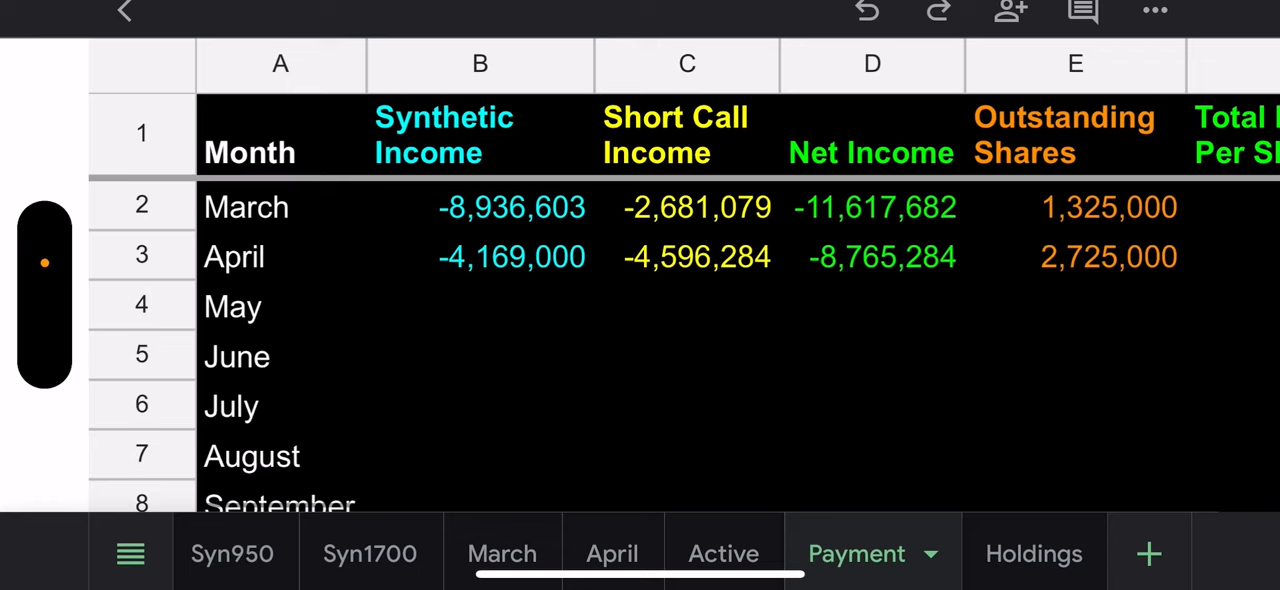 A B C D E
1 Month Synthetic Income Short Call Income Net Income Outstanding Shares Total Per
2 March -8,936,603 -2,681,079 -11,617,682 1,325,000
3 April -4,169,000 -4,596,284 -8,765,284 2,725,000
4 May
5 June
6 July
7 August
8 September
Syn950 Syn1700 March April Active Payment Holdings